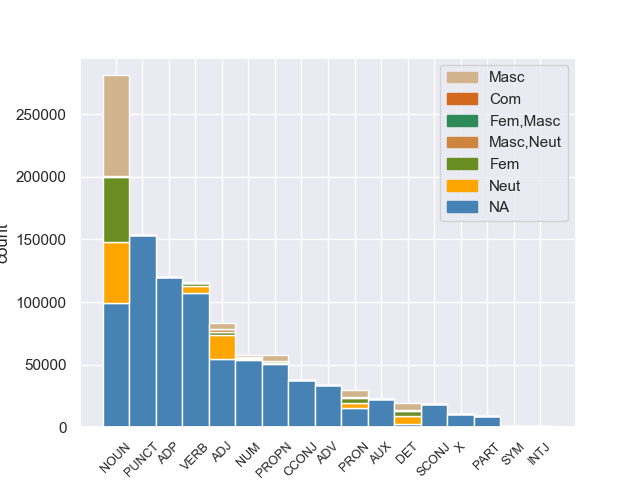 Masc
Com
Fem,Masc
Masc,Neut
Fem
Neut
NA
250000
200000
150000
100000
50000
0
count
NOUN
PUNCT
ADP
VERB
ADJ
NUM
PROPN
CCONJ
ADV
PRON
AUX
DET
SCONJ
X
PART
SYM
INTJ